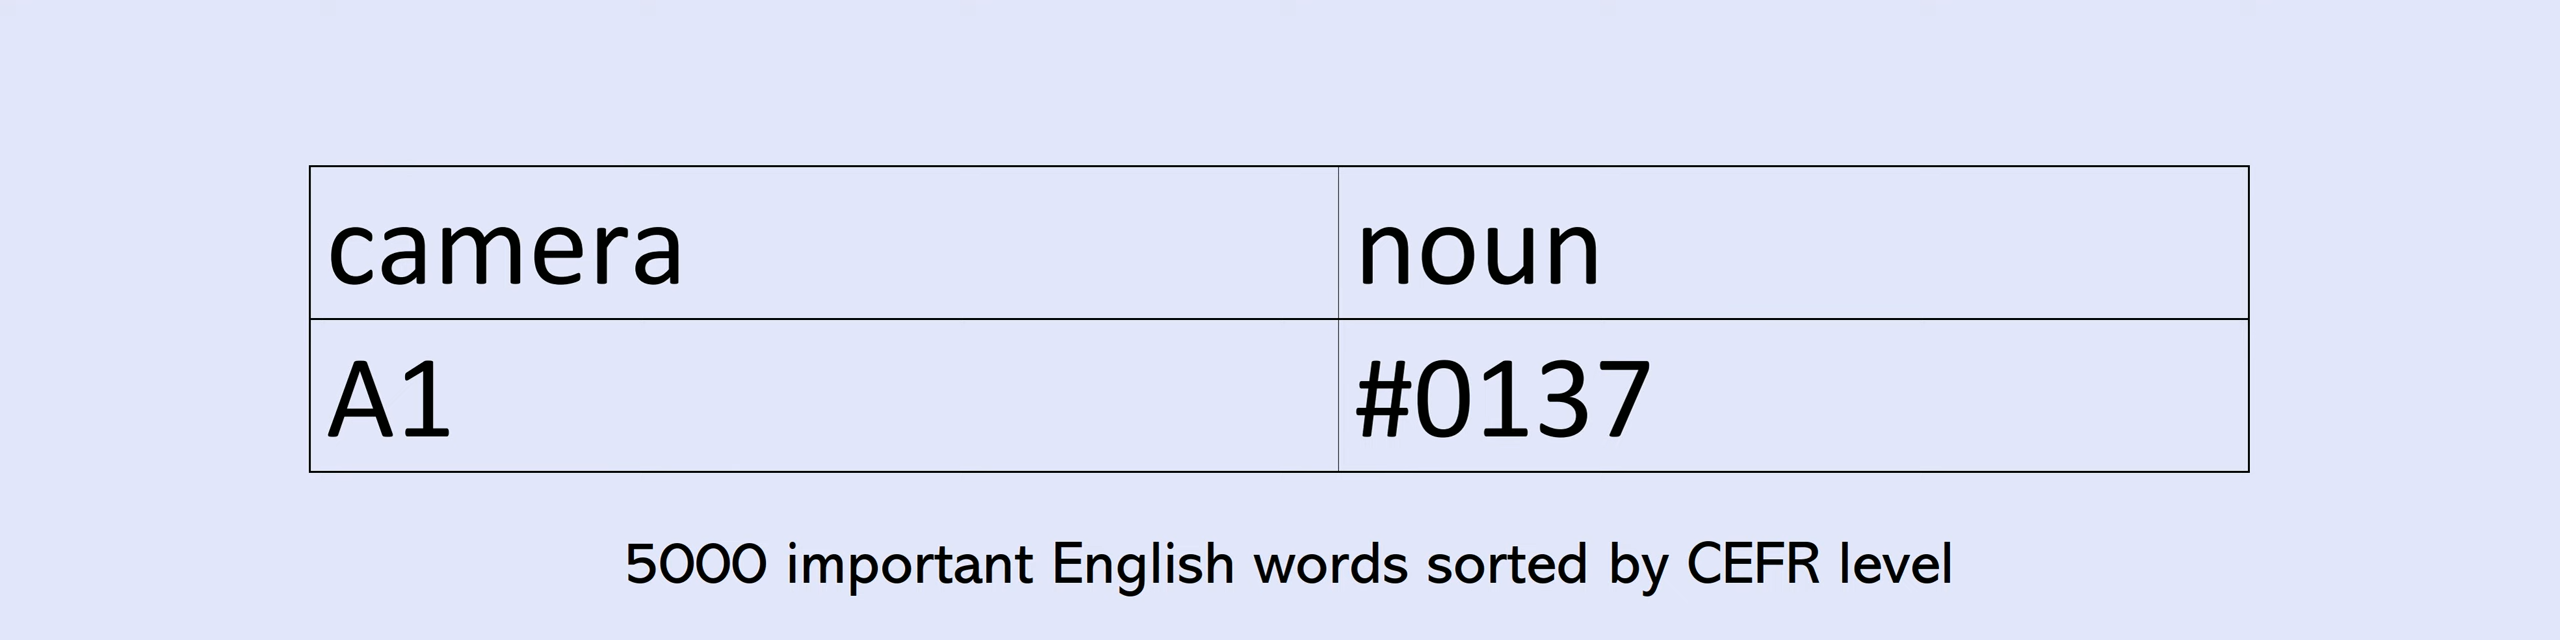 camera noun
A1 #0137
5000 important English words sorted by CEFR level